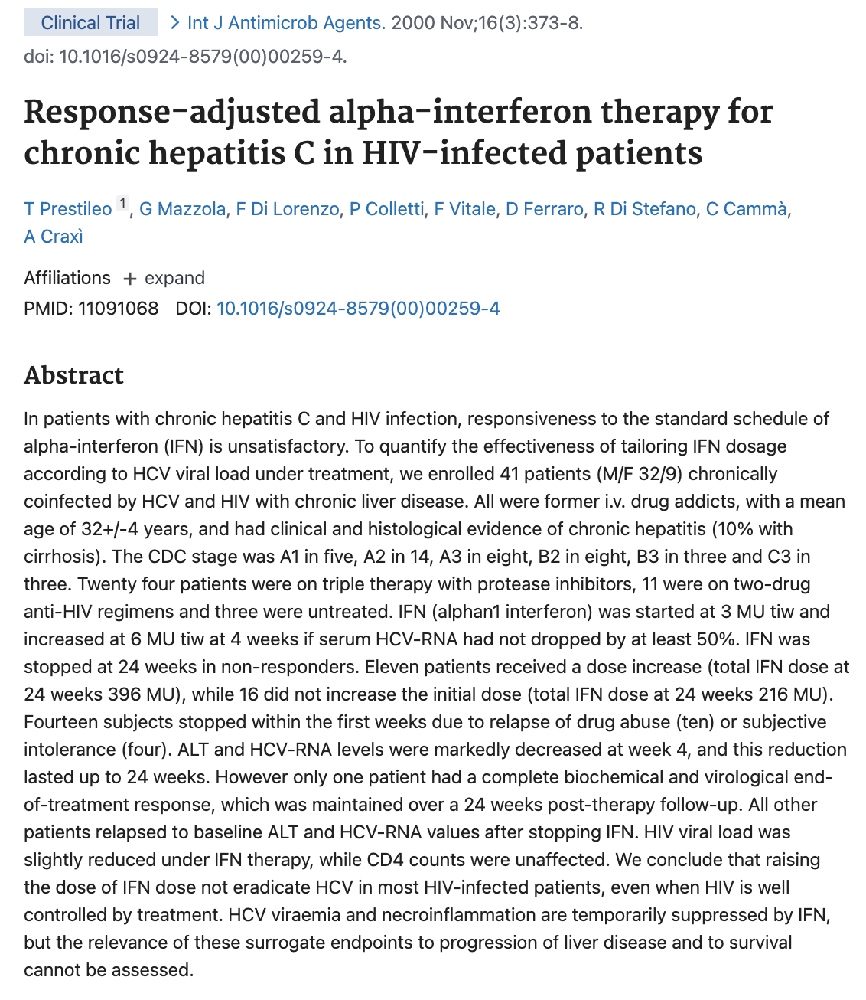 Clinical Trial > Int J Antimicrob Agents. 2000 Nov;16(3):373-8.
doi: 10.1016/s0924-8579(00)00259-4.
Response-adjusted alpha-interferon therapy for
chronic hepatitis C in HIV-infected patients
T Prestileo 1, G Mazzola, F Di Lorenzo, P Colletti, F Vitale, D Ferraro, R Di Stefano, C Cammà,
A Craxì
Affiliations + expand
PMID: 11091068 DOI: 10.1016/s0924-8579(00)00259-4
Abstract
In patients with chronic hepatitis C and HIV infection, responsiveness to the standard schedule of
alpha-interferon (IFN) is unsatisfactory. To quantify the effectiveness of tailoring IFN dosage
according to HCV viral load under treatment, we enrolled 41 patients (M/F 32/9) chronically
coinfected by HCV and HIV with chronic liver disease. All were former i.v. drug addicts, with a mean
age of 32+/-4 years, and had clinical and histological evidence of chronic hepatitis (10% with
cirrhosis). The CDC stage was A1 in five, A2 in 14, A3 in eight, B2 in eight, B3 in three and C3 in
three. Twenty four patients were on triple therapy with protease inhibitors, 11 were on two-drug
anti-HIV regimens and three were untreated. IFN (alphan1 interferon) was started at 3 MU tiw and
increased at 6 MU tiw at 4 weeks if serum HCV-RNA had not dropped by at least 50%. IFN was
stopped at 24 weeks in non-responders. Eleven patients received a dose increase (total IFN dose at
24 weeks 396 MU), while 16 did not increase the initial dose (total IFN dose at 24 weeks 216 MU).
Fourteen subjects stopped within the first weeks due to relapse of drug abuse (ten) or subjective
intolerance (four). ALT and HCV-RNA levels were markedly decreased at week 4, and this reduction
lasted up to 24 weeks. However only one patient had a complete biochemical and virological end-
of-treatment response, which was maintained over a 24 weeks post-therapy follow-up. All other
patients relapsed to baseline ALT and HCV-RNA values after stopping IFN. HIV viral load was
slightly reduced under IFN therapy, while CD4 counts were unaffected. We conclude that raising
the dose of IFN dose not eradicate HCV in most HIV-infected patients, even when HIV is well
controlled by treatment. HCV viraemia and necroinflammation are temporarily suppressed by IFN,
but the relevance of these surrogate endpoints to progression of liver disease and to survival
cannot be assessed.